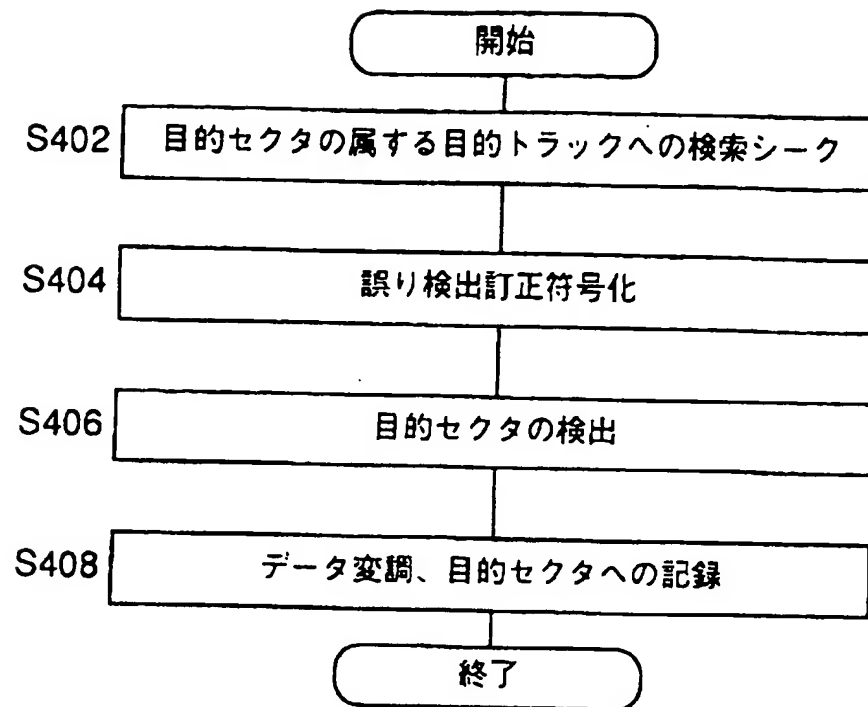 開始
S402 目的セクタの属する目的トラックへの検索シーク
S404 誤り検出訂正符号化
S406 目的セクタの検出
S408 データ変調、目的セクタへの記録
終了